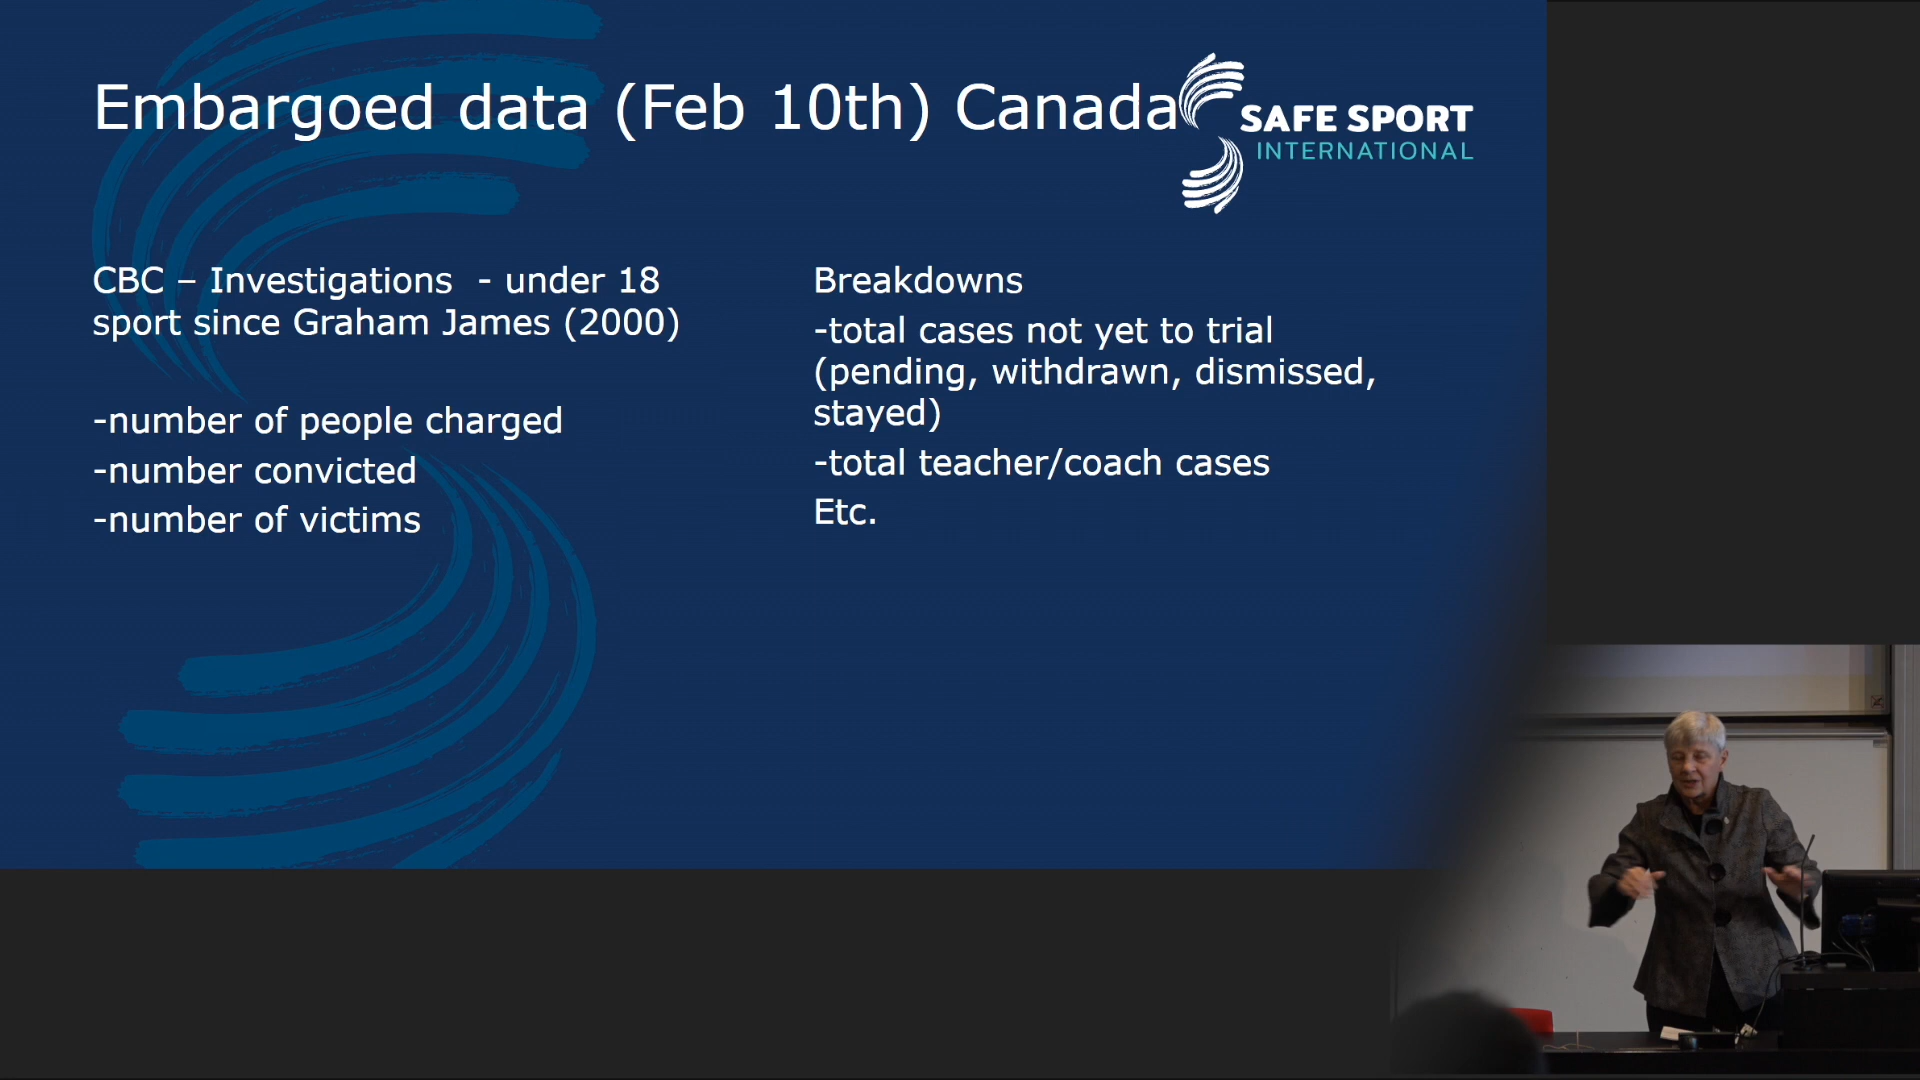 Embargoed data (Feb 10th) Canada
SAFE SPORT
INTERNATIONAL
CBC – Investigations  - under 18
sport since Graham James (2000)
-number of people charged
-number convicted
-number of victims
Breakdowns
-total cases not yet to trial
(pending, withdrawn, dismissed,
stayed)
-total teacher/coach cases
Etc.